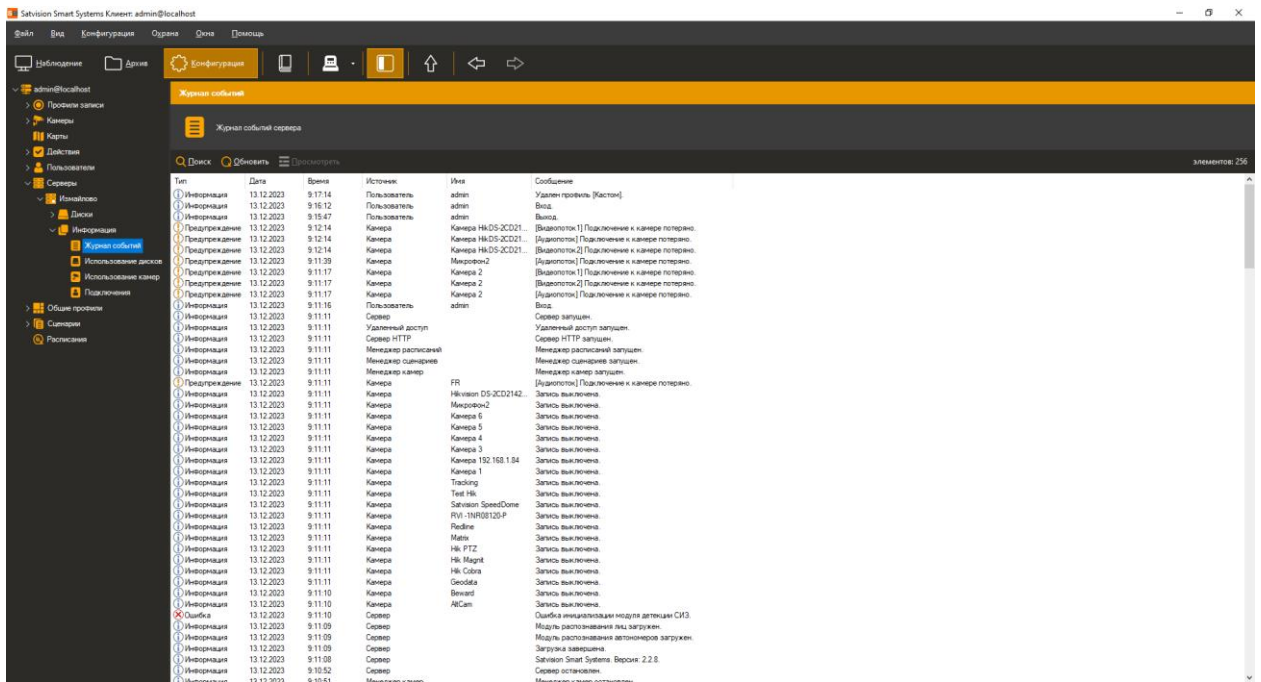 Satvision Smart Systems Клиент: admin@localhost
Файл Вид Конфигурация Охрана Окна Помощь
Наблюдение Архив Конфигурация
admin@localhost
Профили записи
Камеры
Карты
Действия
Пользователи
Серверы
Измайлово
Диски
Информация
Журнал событий
Использование дисков
Использование камер
Подключения
Общие профили
Сценарии
Расписания
Журнал событий
Журнал событий сервера
Поиск Обновить Просмотреть элементов: 256
Тип Дата Время Источник Имя Сообщение
Информация 13.12.2023 9:17:14 Пользователь admin Удален профиль [Кастом].
Информация 13.12.2023 9:16:12 Пользователь admin Вход.
Информация 13.12.2023 9:15:47 Пользователь admin Выход.
Предупреждение 13.12.2023 9:12:14 Камера Камера HikDS-2CD21... [Видеопоток1] Подключение к камере потеряно.
Предупреждение 13.12.2023 9:12:14 Камера Камера HikDS-2CD21... [Аудиопоток] Подключение к камере потеряно.
Предупреждение 13.12.2023 9:12:14 Камера Камера HikDS-2CD21... [Видеопоток2] Подключение к камере потеряно.
Предупреждение 13.12.2023 9:11:39 Камера Микрофон2 [Аудиопоток] Подключение к камере потеряно.
Предупреждение 13.12.2023 9:11:17 Камера Камера 2 [Видеопоток1] Подключение к камере потеряно.
Предупреждение 13.12.2023 9:11:17 Камера Камера 2 [Видеопоток2] Подключение к камере потеряно.
Предупреждение 13.12.2023 9:11:17 Камера Камера 2 [Аудиопоток] Подключение к камере потеряно.
Информация 13.12.2023 9:11:16 Пользователь admin Вход.
Информация 13.12.2023 9:11:11 Сервер Сервер запущен.
Информация 13.12.2023 9:11:11 Удаленный доступ Удаленный доступ запущен.
Информация 13.12.2023 9:11:11 Сервер HTTP Сервер HTTP запущен.
Информация 13.12.2023 9:11:11 Менеджер расписаний Менеджер расписаний запущен.
Информация 13.12.2023 9:11:11 Менеджер сценариев Менеджер сценариев запущен.
Информация 13.12.2023 9:11:11 Менеджер камер Менеджер камер запущен.
Предупреждение 13.12.2023 9:11:11 Камера FR [Аудиопоток] Подключение к камере потеряно.
Информация 13.12.2023 9:11:11 Камера Hikvision DS-2CD2142... Запись выключена.
Информация 13.12.2023 9:11:11 Камера Микрофон2 Запись выключена.
Информация 13.12.2023 9:11:11 Камера Камера 6 Запись выключена.
Информация 13.12.2023 9:11:11 Камера Камера 5 Запись выключена.
Информация 13.12.2023 9:11:11 Камера Камера 4 Запись выключена.
Информация 13.12.2023 9:11:11 Камера Камера 3 Запись выключена.
Информация 13.12.2023 9:11:11 Камера Камера 192.168.1.84 Запись выключена.
Информация 13.12.2023 9:11:11 Камера Камера 1 Запись выключена.
Информация 13.12.2023 9:11:11 Камера Tracking Запись выключена.
Информация 13.12.2023 9:11:11 Камера Test Hik Запись выключена.
Информация 13.12.2023 9:11:11 Камера Satvision SpeedDome Запись выключена.
Информация 13.12.2023 9:11:11 Камера RVI -1NR08120-P Запись выключена.
Информация 13.12.2023 9:11:11 Камера Redline Запись выключена.
Информация 13.12.2023 9:11:11 Камера Matrix Запись выключена.
Информация 13.12.2023 9:11:11 Камера Hik PTZ Запись выключена.
Информация 13.12.2023 9:11:11 Камера Hik Magnit Запись выключена.
Информация 13.12.2023 9:11:11 Камера Hik Cobra Запись выключена.
Информация 13.12.2023 9:11:11 Камера Geodata Запись выключена.
Информация 13.12.2023 9:11:10 Камера Beward Запись выключена.
Информация 13.12.2023 9:11:10 Камера AltCam Запись выключена.
Ошибка 13.12.2023 9:11:10 Сервер Ошибка инициализации модуля детекции СИЗ.
Информация 13.12.2023 9:11:09 Сервер Модуль распознавания лиц загружен.
Информация 13.12.2023 9:11:09 Сервер Модуль распознавания автономеров загружен.
Информация 13.12.2023 9:11:09 Сервер Загрузка завершена.
Информация 13.12.2023 9:11:08 Сервер Satvision Smart Systems. Версия: 2.2.8.
Информация 13.12.2023 9:10:52 Сервер Сервер остановлен.
Информация 13.12.2023 9:10:51 Менеджер камер Менеджер камер остановлен.